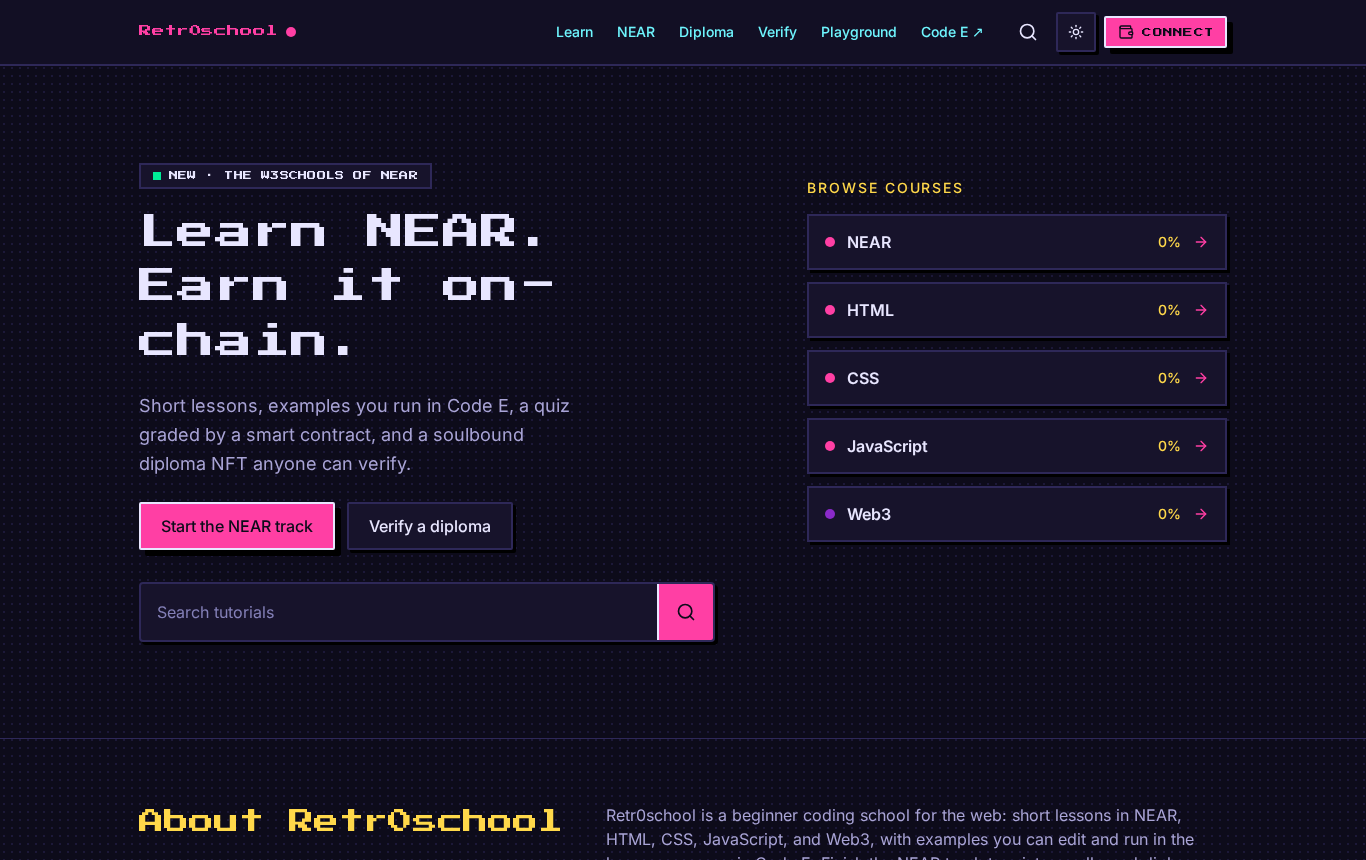 Retr0school
Learn NEAR Diploma Verify Playground Code E ↗
CONNECT
NEW · THE W3SCHOOLS OF NEAR
Learn NEAR.
Earn it on-
chain.
Short lessons, examples you run in Code E, a quiz
graded by a smart contract, and a soulbound
diploma NFT anyone can verify.
Start the NEAR track
Verify a diploma
Search tutorials
BROWSE COURSES
NEAR 0% →
HTML 0% →
CSS 0% →
JavaScript 0% →
Web3 0% →
About Retr0school
Retr0school is a beginner coding school for the web: short lessons in NEAR,
HTML, CSS, JavaScript, and Web3, with examples you can edit and run in the